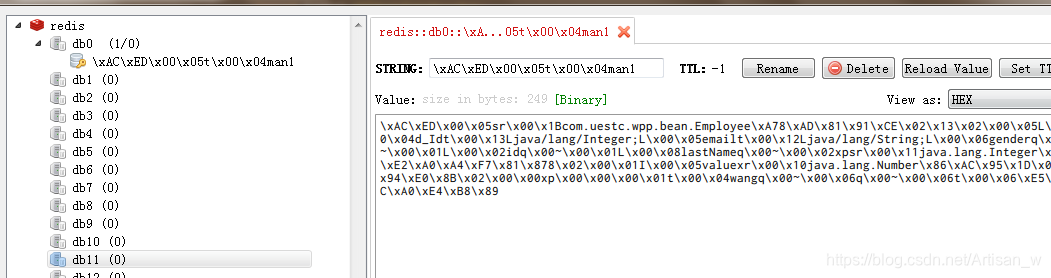 redis
db0 (1/0)
\xAC\xED\x00\x05t\x00\x04man1
db1 (0)
db2 (0)
db3 (0)
db4 (0)
db5 (0)
db6 (0)
db7 (0)
db8 (0)
db9 (0)
db10 (0)
db11 (0)
redis::db0::\xA...05t\x00\x04man1
STRING: \xAC\xED\x00\x05t\x00\x04man1 TTL: -1 Rename Delete Reload Value Set TT
Value: size in bytes: 249 [Binary] View as: HEX
\xAC\xED\x00\x05sr\x00\x1Bcom.uestc.wpp.bean.Employee\xA78\xAD\x81\x91\xCE\x02\x13\x02\x00\x05L\
0\x04d_Idt\x00\x13Ljava/lang/Integer;L\x00\x05emailt\x00\x12Ljava/lang/String;L\x00\x06genderq\x
~\x00\x01L\x00\x02idq\x00~\x00\x01L\x00\x08lastNameq\x00~\x00\x02xpsr\x00\x11java.lang.Integer\x
\xE2\xA0\xA4\xF7\x81\x878\x02\x00\x01I\x00\x05valuexr\x00\x10java.lang.Number\x86\xAC\x95\x1D\x0
x94\xE0\x8B\x02\x00\x00xp\x00\x00\x00\x01t\x00\x04wangq\x00~\x00\x06q\x00~\x00\x06t\x00\x06\xE5\
C\xA0\xE4\xB8\x89
https://blog.csdn.net/Artisan_w